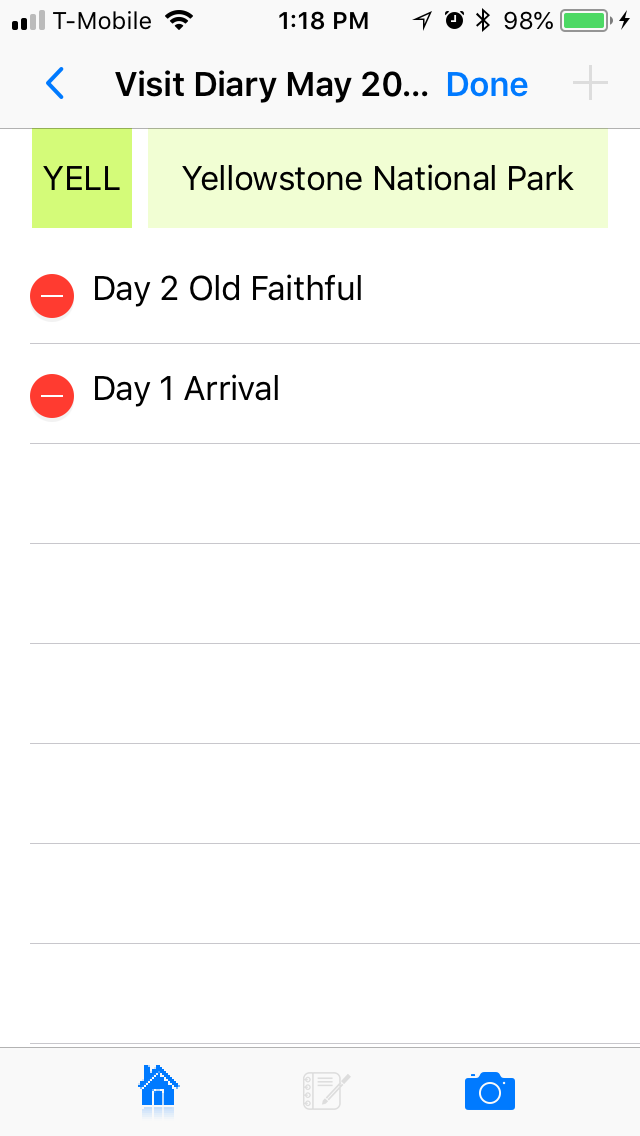 T-Mobile 1:18 PM 98%
Visit Diary May 20... Done
YELL Yellowstone National Park
Day 2 Old Faithful
Day 1 Arrival